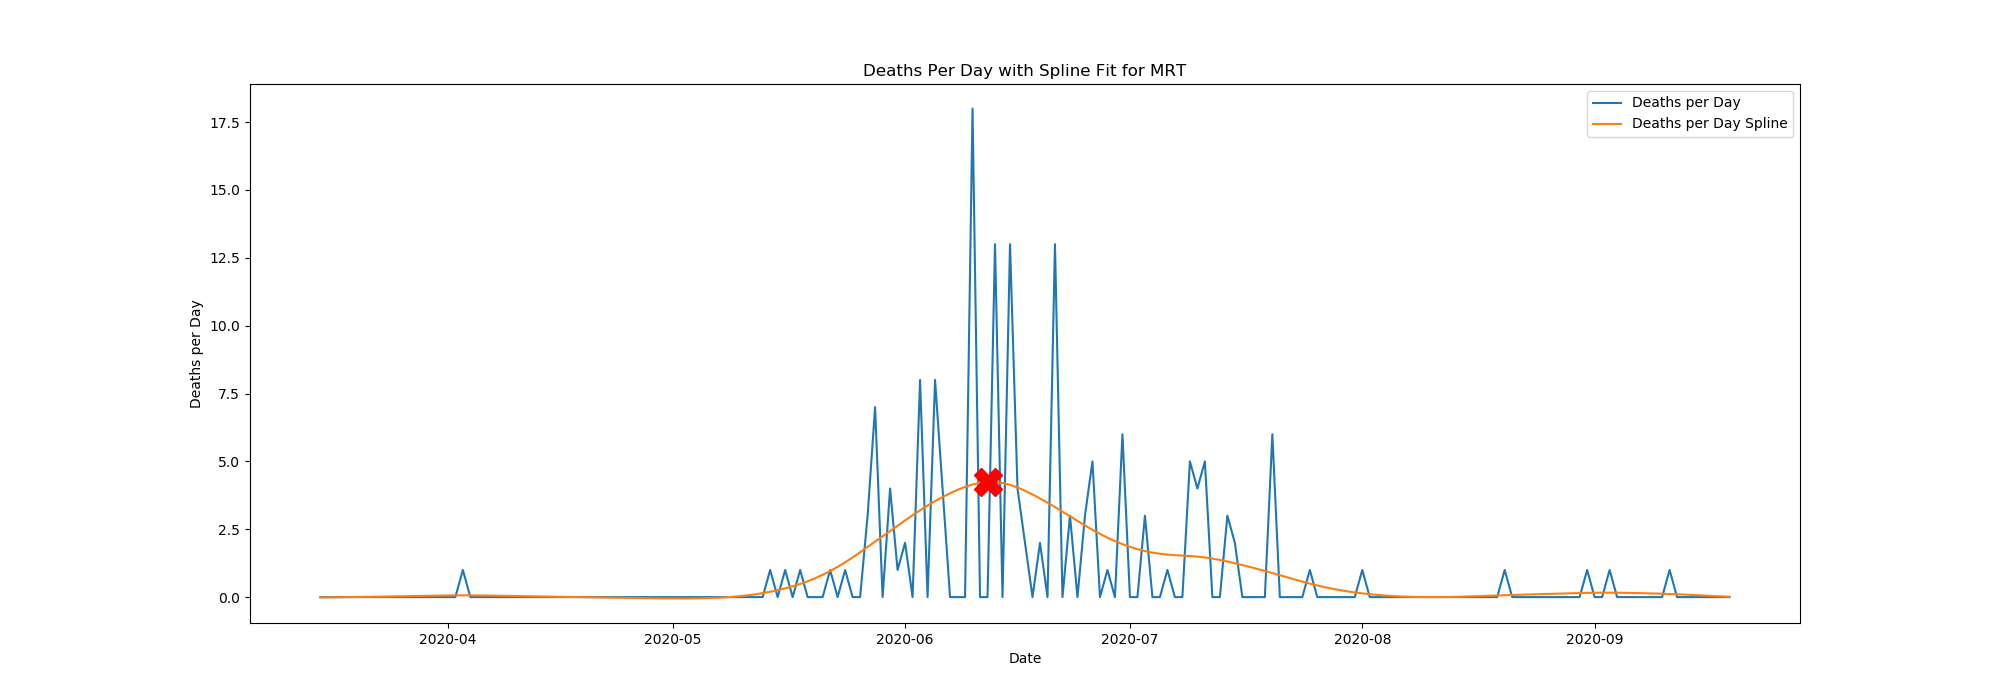 Deaths Per Day with Spline Fit for MRT
Deaths per Day
Deaths per Day Spline
17.5
15.0
12.5
10.0
7.5
5.0
2.5
0.0
Deaths per Day
2020-04 2020-05 2020-06 2020-07 2020-08 2020-09
Date